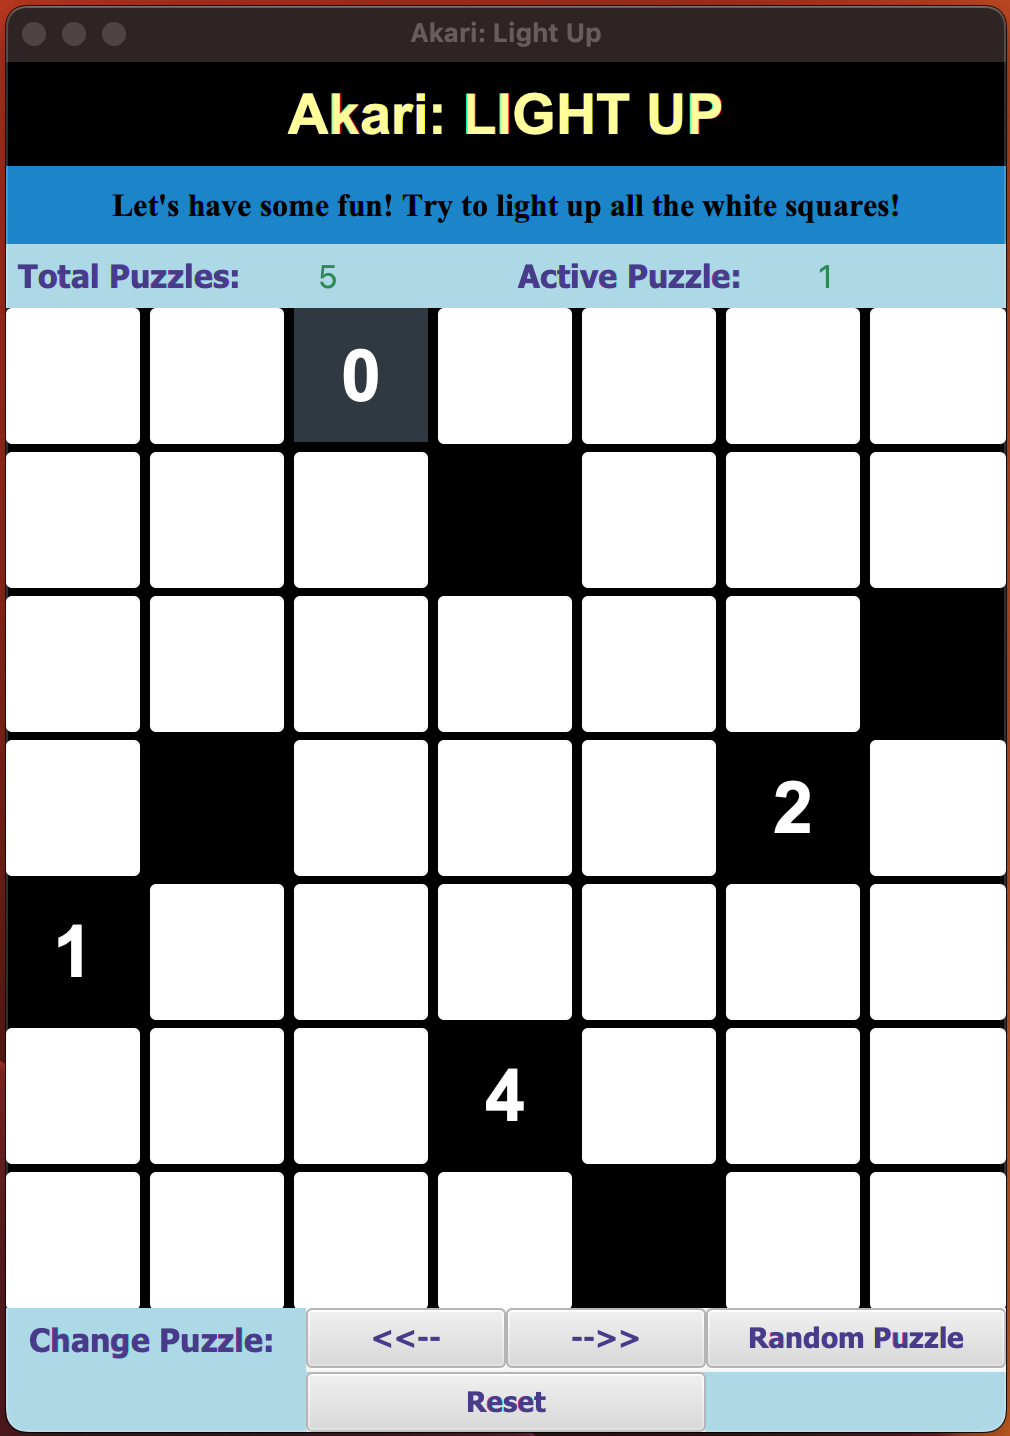 Akari: Light Up
Akari: LIGHT UP
Let's have some fun! Try to light up all the white squares!
Total Puzzles: 5 Active Puzzle: 1
0
2
1
4
Change Puzzle: <<-- -->> Random Puzzle
Reset